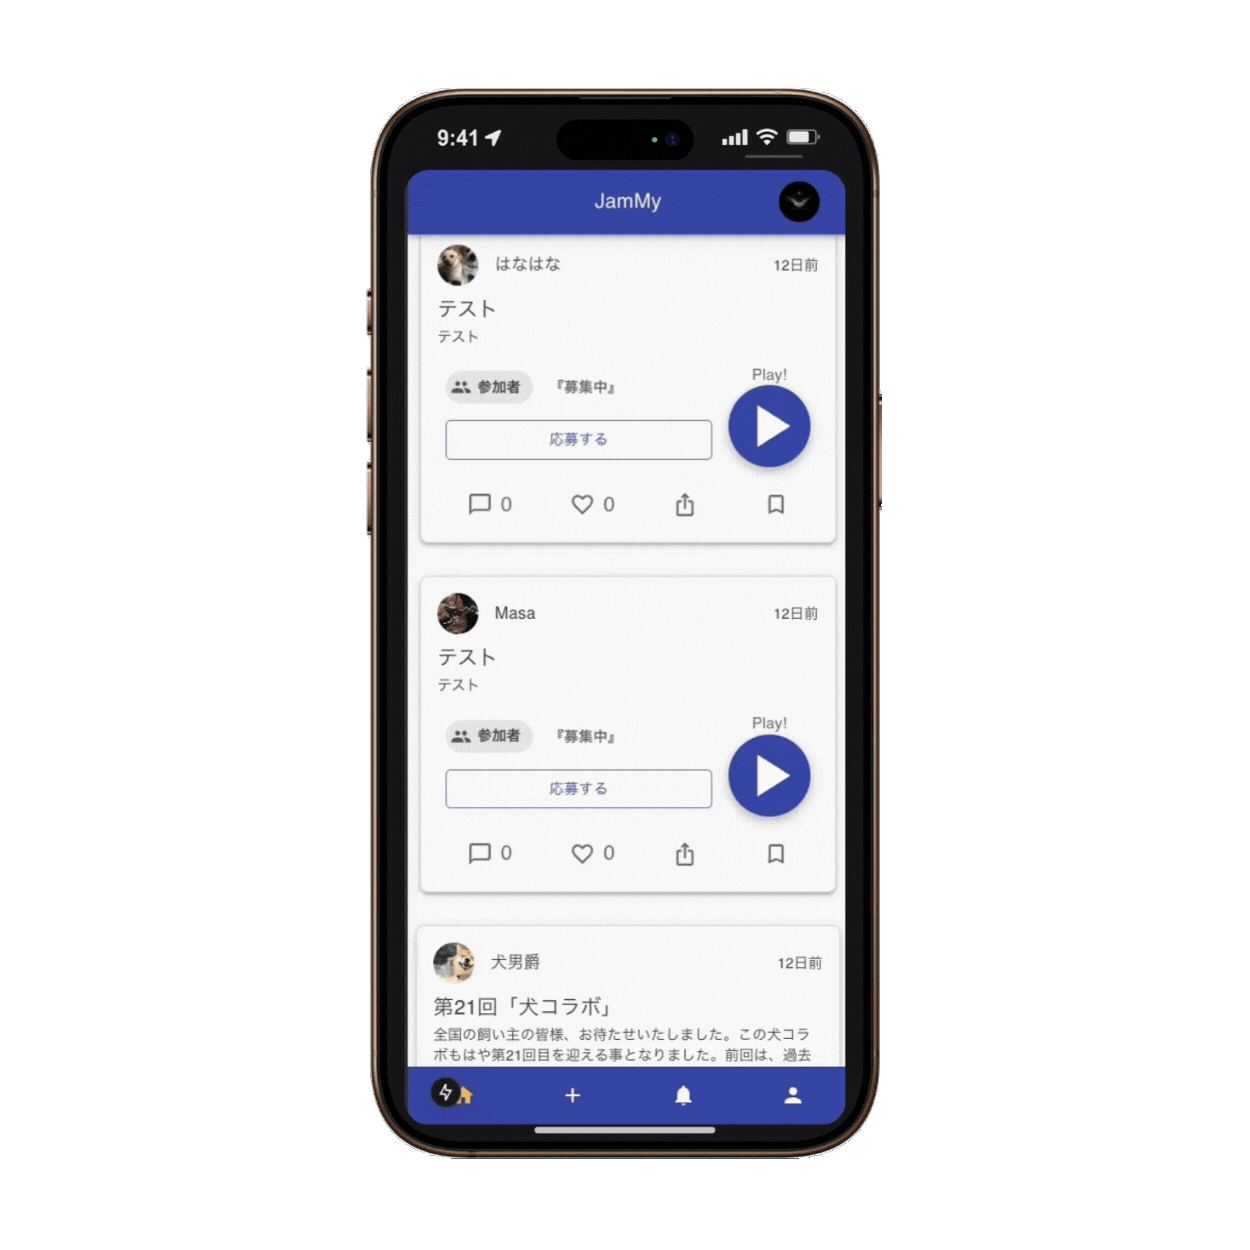 9:41
JamMy
はなはな
12日前
テスト
テスト
Play!
参加者 『募集中』
応募する
0 0
Masa
12日前
テスト
テスト
Play!
参加者 『募集中』
応募する
0 0
犬男爵
12日前
第21回「犬コラボ」
全国の飼い主の皆様、お待たせいたしました。この犬コラ
ボもはや第21回目を迎える事となりました。前回は、過去